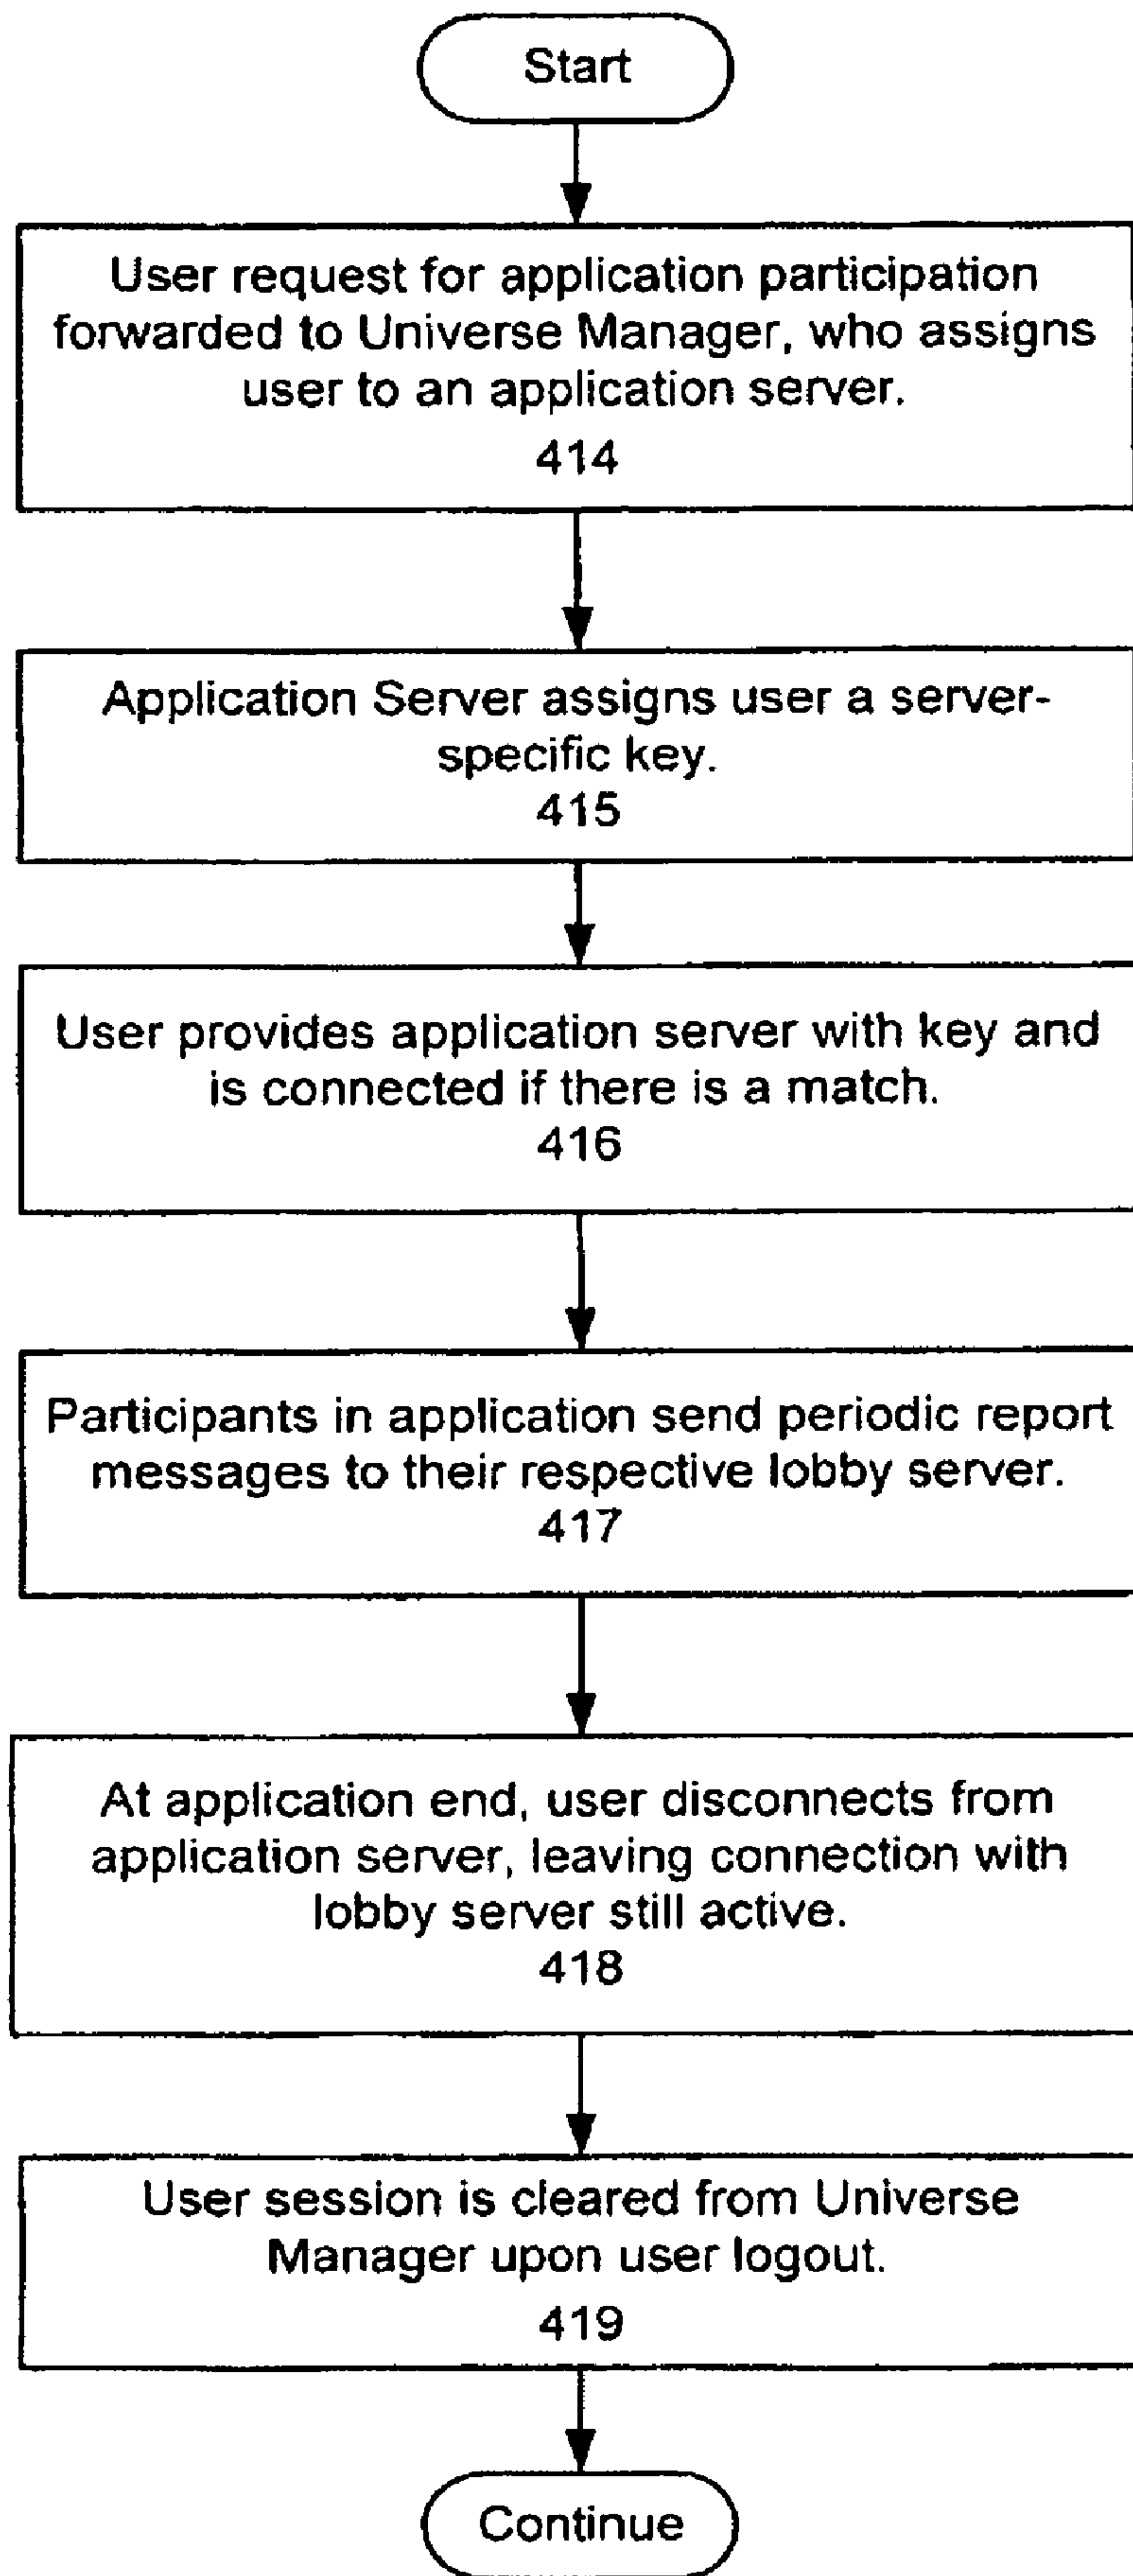 Start
User request for application participation
forwarded to Universe Manager, who assigns
user to an application server.
414
Application Server assigns user a server-
specific key.
415
User provides application server with key and
is connected if there is a match.
416
Participants in application send periodic report
messages to their respective lobby server.
417
At application end, user disconnects from
application server, leaving connection with
lobby server still active.
418
User session is cleared from Universe
Manager upon user logout.
419
Continue